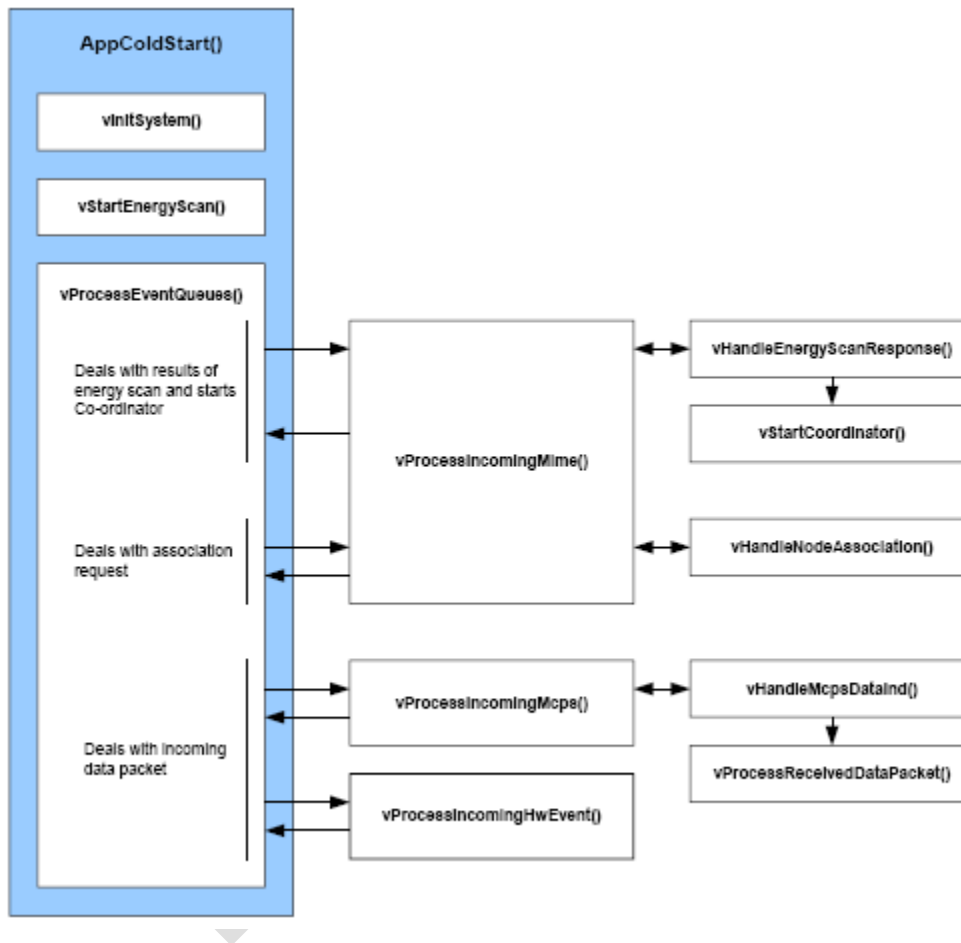 AppColdStart()
vInitSystem()
vStartEnergyScan()
vProcessEventQueues()
Deals with results of
energy scan and starts
Co-ordinator
Deals with association
request
Deals with incoming
data packet
vProcessIncomingMlme()
vProcessIncomingMcps()
vProcessIncomingHwEvent()
vHandleEnergyScanResponse()
vStartCoordinator()
vHandleNodeAssociation()
vHandleMcpsDataInd()
vProcessReceivedDataPacket()